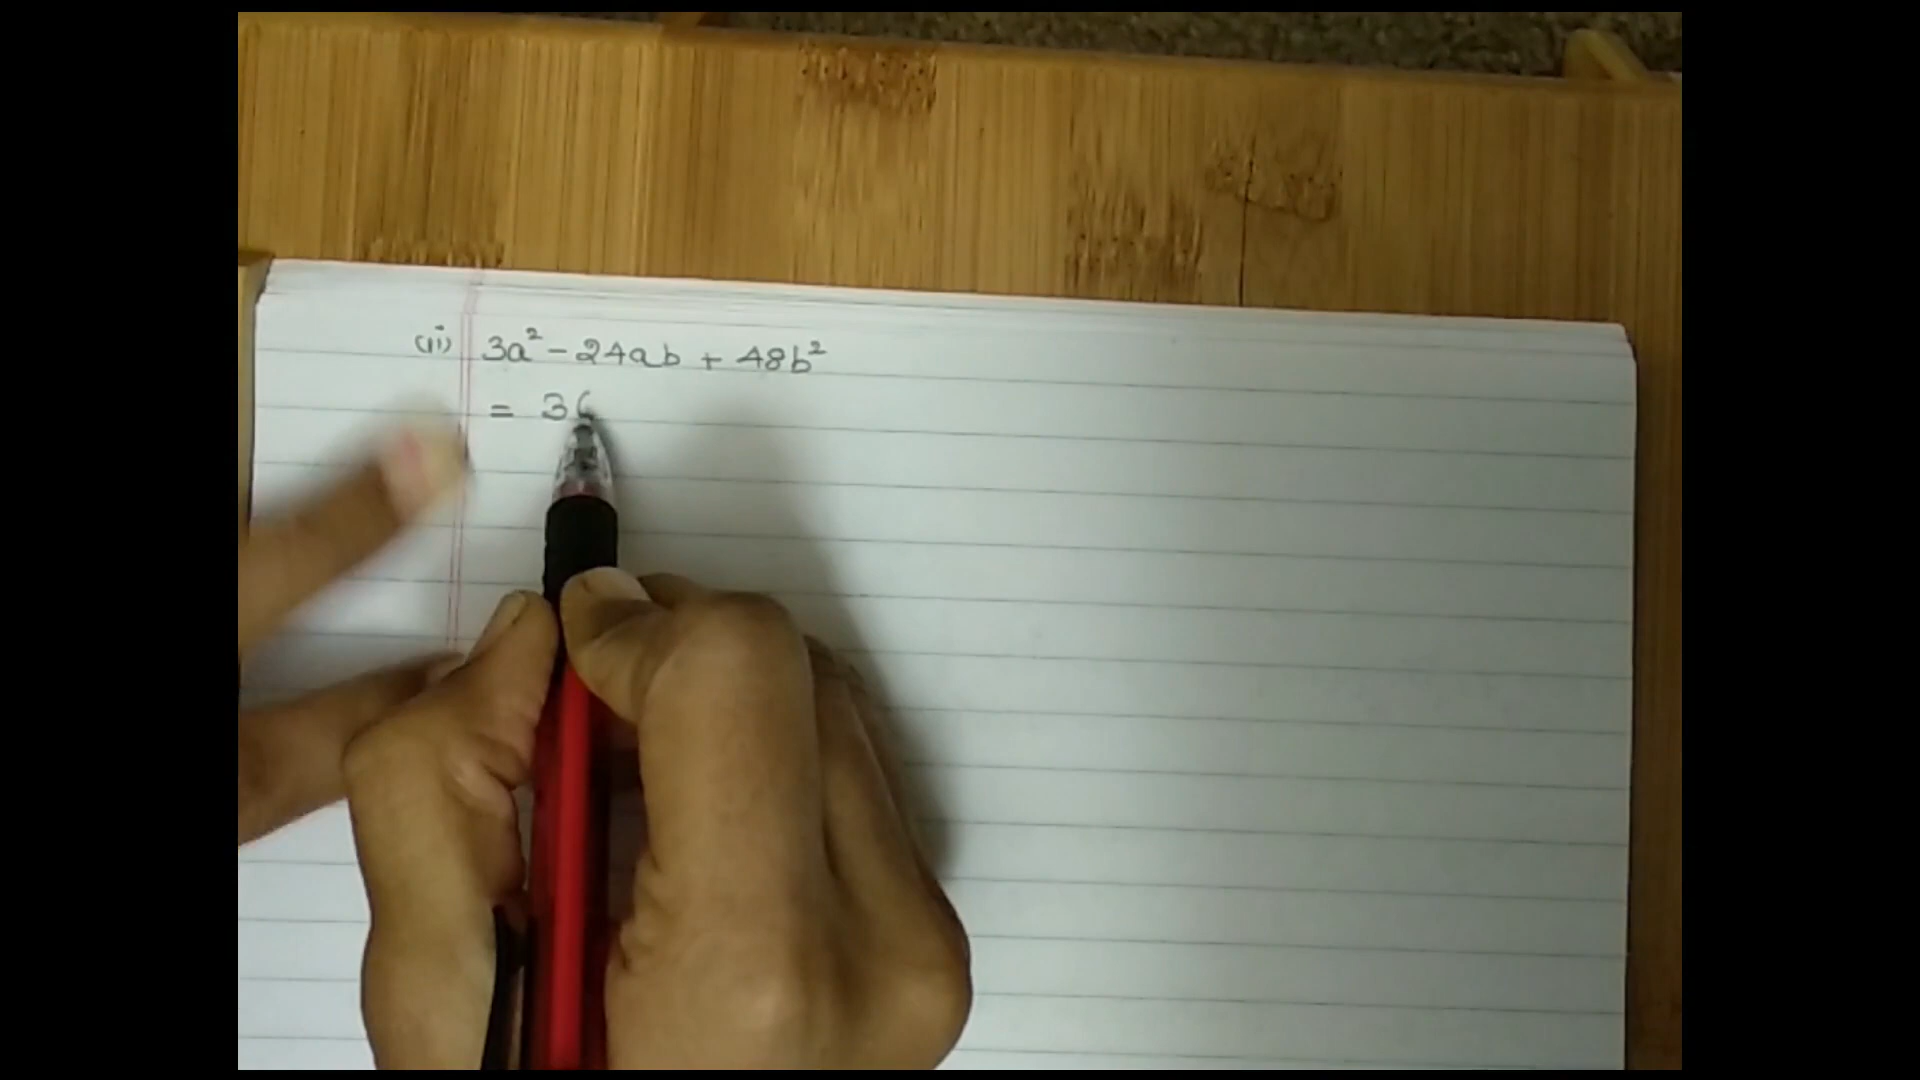 (ii) 3a² - 24ab + 48b²
= 3(